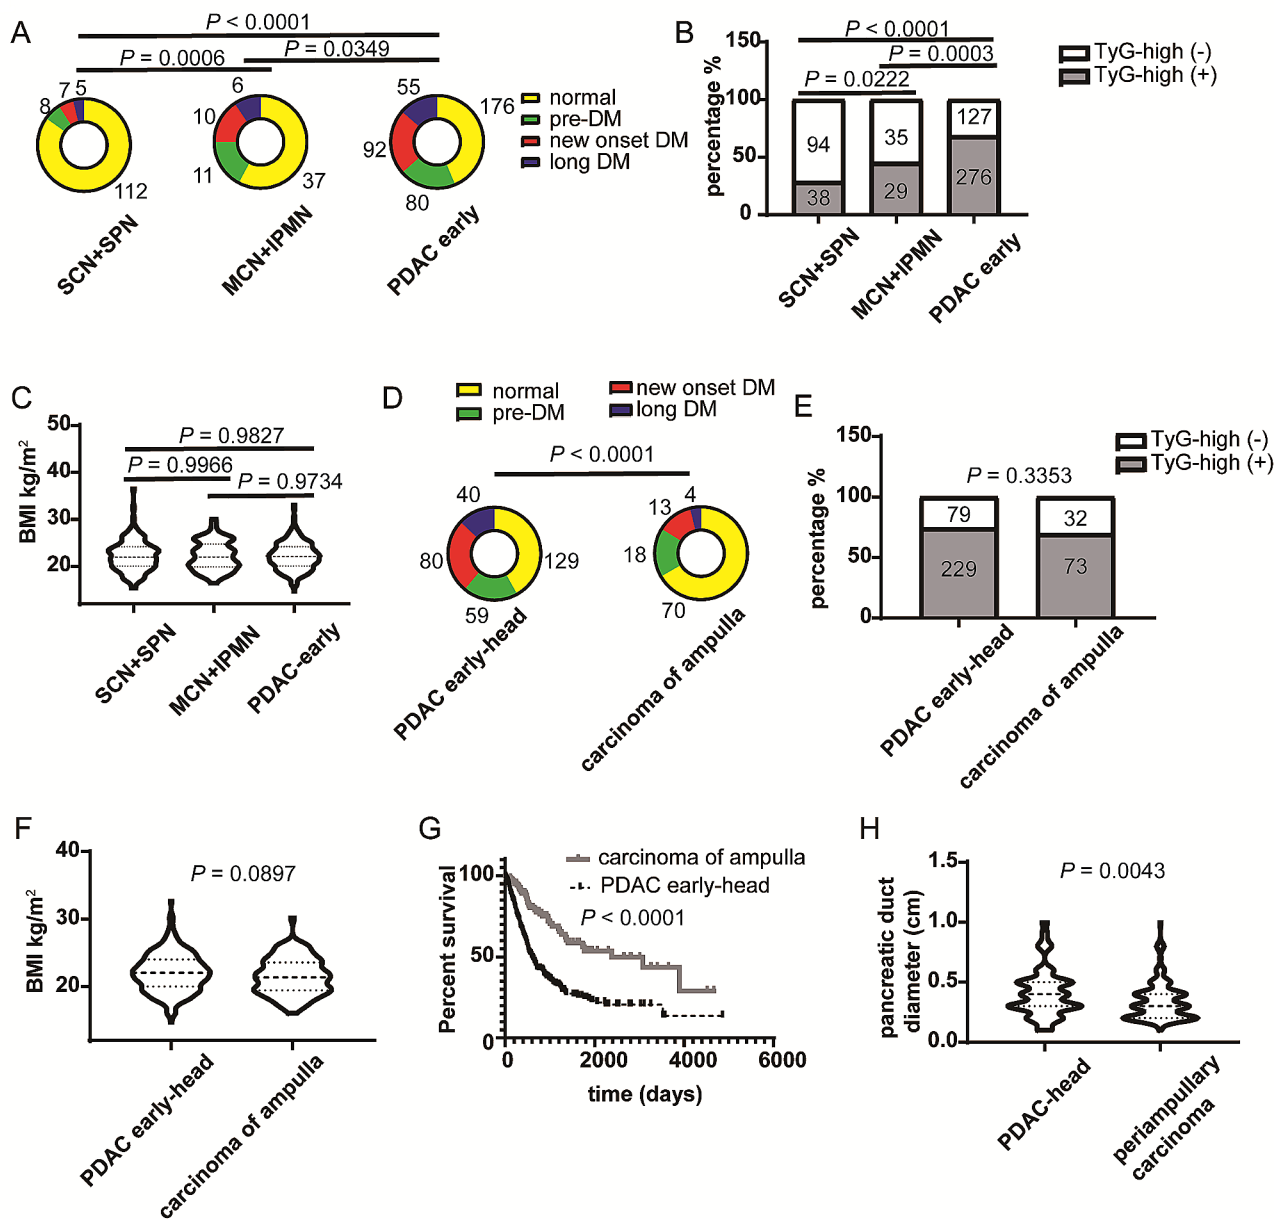 A
P < 0.0001
P = 0.0006
P = 0.0349
8
7
5
112
6
10
11
37
55
176
92
80
normal
pre-DM
new onset DM
long DM
SCN+SPN
MCN+IPMN
PDAC early
B
P < 0.0001
P = 0.0003
P = 0.0222
percentage %
150
100
50
0
94
38
35
29
127
276
TyG-high (-)
TyG-high (+)
SCN+SPN
MCN+IPMN
PDAC early
C
BMI kg/m²
50
40
30
20
P = 0.9827
P = 0.9966
P = 0.9734
SCN+SPN
MCN+IPMN
PDAC-early
D
normal
pre-DM
new onset DM
long DM
P < 0.0001
40
80
59
129
13
4
18
70
PDAC early-head
carcinoma of ampulla
E
percentage %
150
100
50
0
P = 0.3353
79
229
32
73
TyG-high (-)
TyG-high (+)
PDAC early-head
carcinoma of ampulla
F
BMI kg/m²
40
30
20
P = 0.0897
PDAC early-head
carcinoma of ampulla
G
Percent survival
100
50
0
carcinoma of ampulla
PDAC early-head
P < 0.0001
0
2000
4000
6000
time (days)
H
pancreatic duct
diameter (cm)
1.5
1.0
0.5
0.0
P = 0.0043
PDAC-head
periampullary
carcinoma